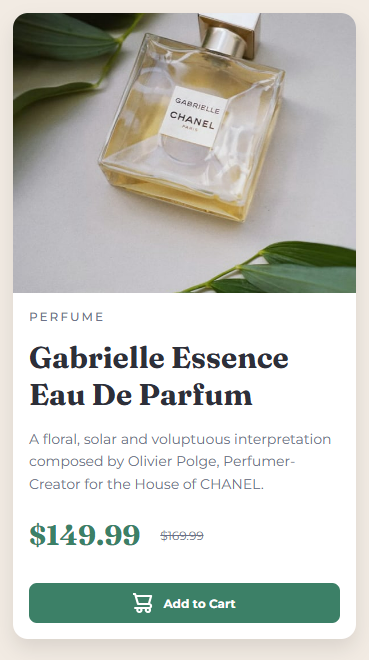 GABRIELLE
CHANEL
PARIS
PERFUME
Gabrielle Essence
Eau De Parfum
A floral, solar and voluptuous interpretation
composed by Olivier Polge, Perfumer-
Creator for the House of CHANEL.
$149.99 $169.99
Add to Cart